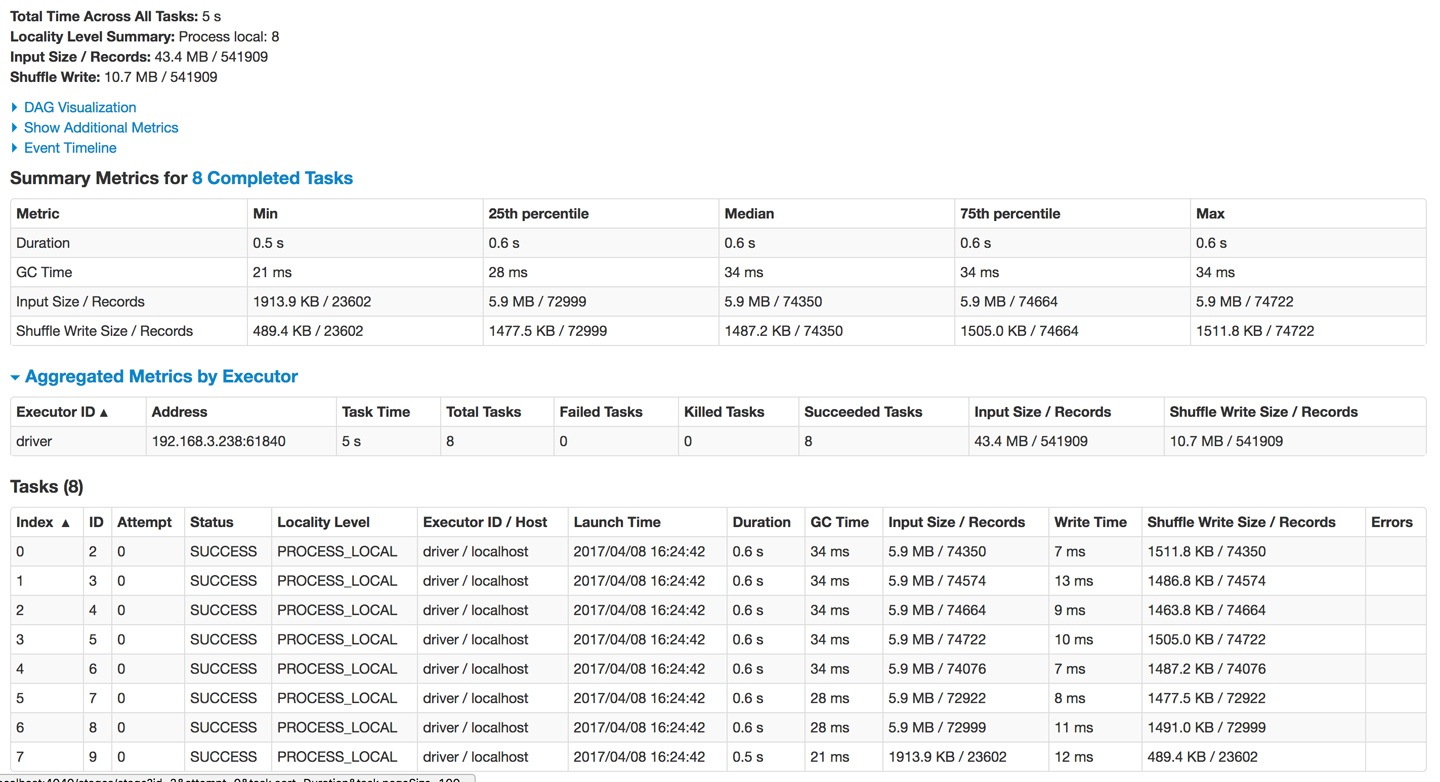 Total Time Across All Tasks: 5 s
Locality Level Summary: Process local: 8
Input Size / Records: 43.4 MB / 541909
Shuffle Write: 10.7 MB / 541909
DAG Visualization
Show Additional Metrics
Event Timeline
Summary Metrics for 8 Completed Tasks
Metric Min 25th percentile Median 75th percentile Max
Duration 0.5 s 0.6 s 0.6 s 0.6 s 0.6 s
GC Time 21 ms 28 ms 34 ms 34 ms 34 ms
Input Size / Records 1913.9 KB / 23602 5.9 MB / 72999 5.9 MB / 74350 5.9 MB / 74664 5.9 MB / 74722
Shuffle Write Size / Records 489.4 KB / 23602 1477.5 KB / 72999 1487.2 KB / 74350 1505.0 KB / 74664 1511.8 KB / 74722
Aggregated Metrics by Executor
Executor ID ▲ Address Task Time Total Tasks Failed Tasks Killed Tasks Succeeded Tasks Input Size / Records Shuffle Write Size / Records
driver 192.168.3.238:61840 5 s 8 0 0 8 43.4 MB / 541909 10.7 MB / 541909
Tasks (8)
Index ▲ ID Attempt Status Locality Level Executor ID / Host Launch Time Duration GC Time Input Size / Records Write Time Shuffle Write Size / Records Errors
0 2 0 SUCCESS PROCESS_LOCAL driver / localhost 2017/04/08 16:24:42 0.6 s 34 ms 5.9 MB / 74350 7 ms 1511.8 KB / 74350
1 3 0 SUCCESS PROCESS_LOCAL driver / localhost 2017/04/08 16:24:42 0.6 s 34 ms 5.9 MB / 74574 13 ms 1486.8 KB / 74574
2 4 0 SUCCESS PROCESS_LOCAL driver / localhost 2017/04/08 16:24:42 0.6 s 34 ms 5.9 MB / 74664 9 ms 1463.8 KB / 74664
3 5 0 SUCCESS PROCESS_LOCAL driver / localhost 2017/04/08 16:24:42 0.6 s 34 ms 5.9 MB / 74722 10 ms 1505.0 KB / 74722
4 6 0 SUCCESS PROCESS_LOCAL driver / localhost 2017/04/08 16:24:42 0.6 s 34 ms 5.9 MB / 74076 7 ms 1487.2 KB / 74076
5 7 0 SUCCESS PROCESS_LOCAL driver / localhost 2017/04/08 16:24:42 0.6 s 28 ms 5.9 MB / 72922 8 ms 1477.5 KB / 72922
6 8 0 SUCCESS PROCESS_LOCAL driver / localhost 2017/04/08 16:24:42 0.6 s 28 ms 5.9 MB / 72999 11 ms 1491.0 KB / 72999
7 9 0 SUCCESS PROCESS_LOCAL driver / localhost 2017/04/08 16:24:42 0.5 s 21 ms 1913.9 KB / 23602 12 ms 489.4 KB / 23602